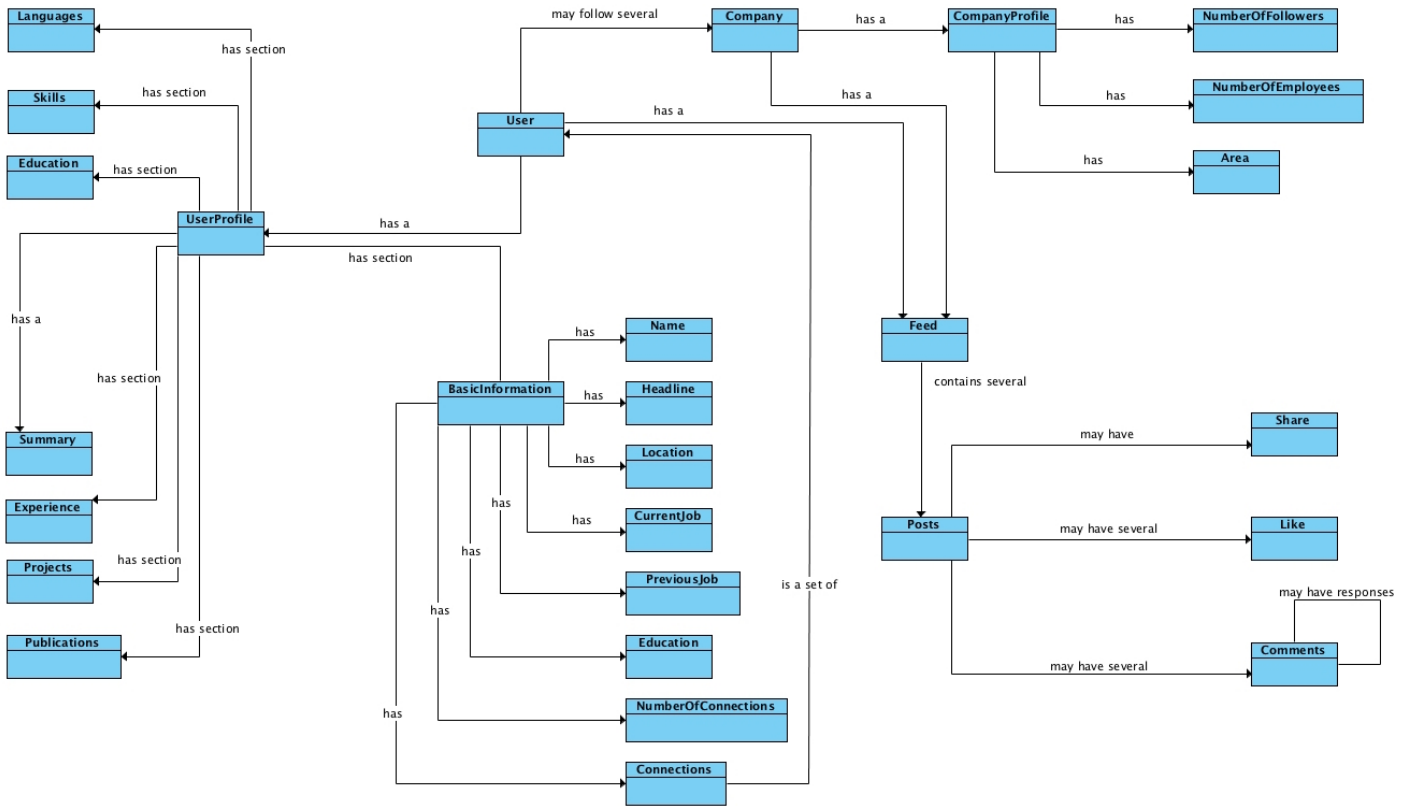 Languages
may follow several
Company
has a
CompanyProfile
has
NumberOfFollowers
has section
Skills
has section
has a
has
NumberOfEmployees
User
has a
Education
has section
has
Area
UserProfile
has a
has section
has a
Name
has
Feed
has section
BasicInformation
has
Headline
contains several
Summary
has
Location
may have
Share
Experience
has
has
CurrentJob
Posts
may have several
Like
has section
has
Projects
PreviousJob
is a set of
may have responses
has
has section
Publications
Education
Comments
may have several
has
NumberOfConnections
Connections